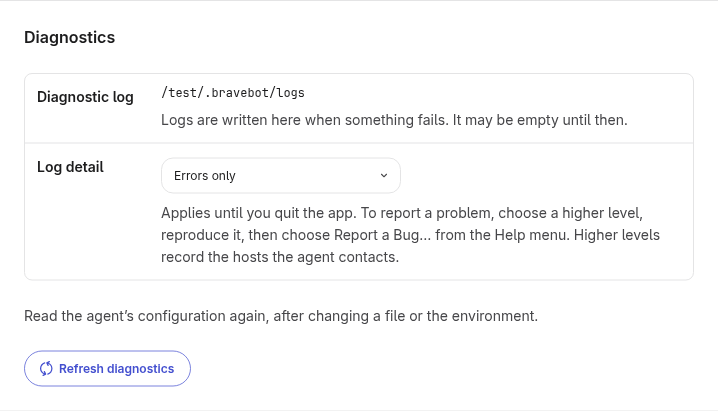 Diagnostics
Diagnostic log
/test/.bravebot/logs
Logs are written here when something fails. It may be empty until then.
Log detail
Errors only
Applies until you quit the app. To report a problem, choose a higher level,
reproduce it, then choose Report a Bug… from the Help menu. Higher levels
record the hosts the agent contacts.
Read the agent’s configuration again, after changing a file or the environment.
Refresh diagnostics